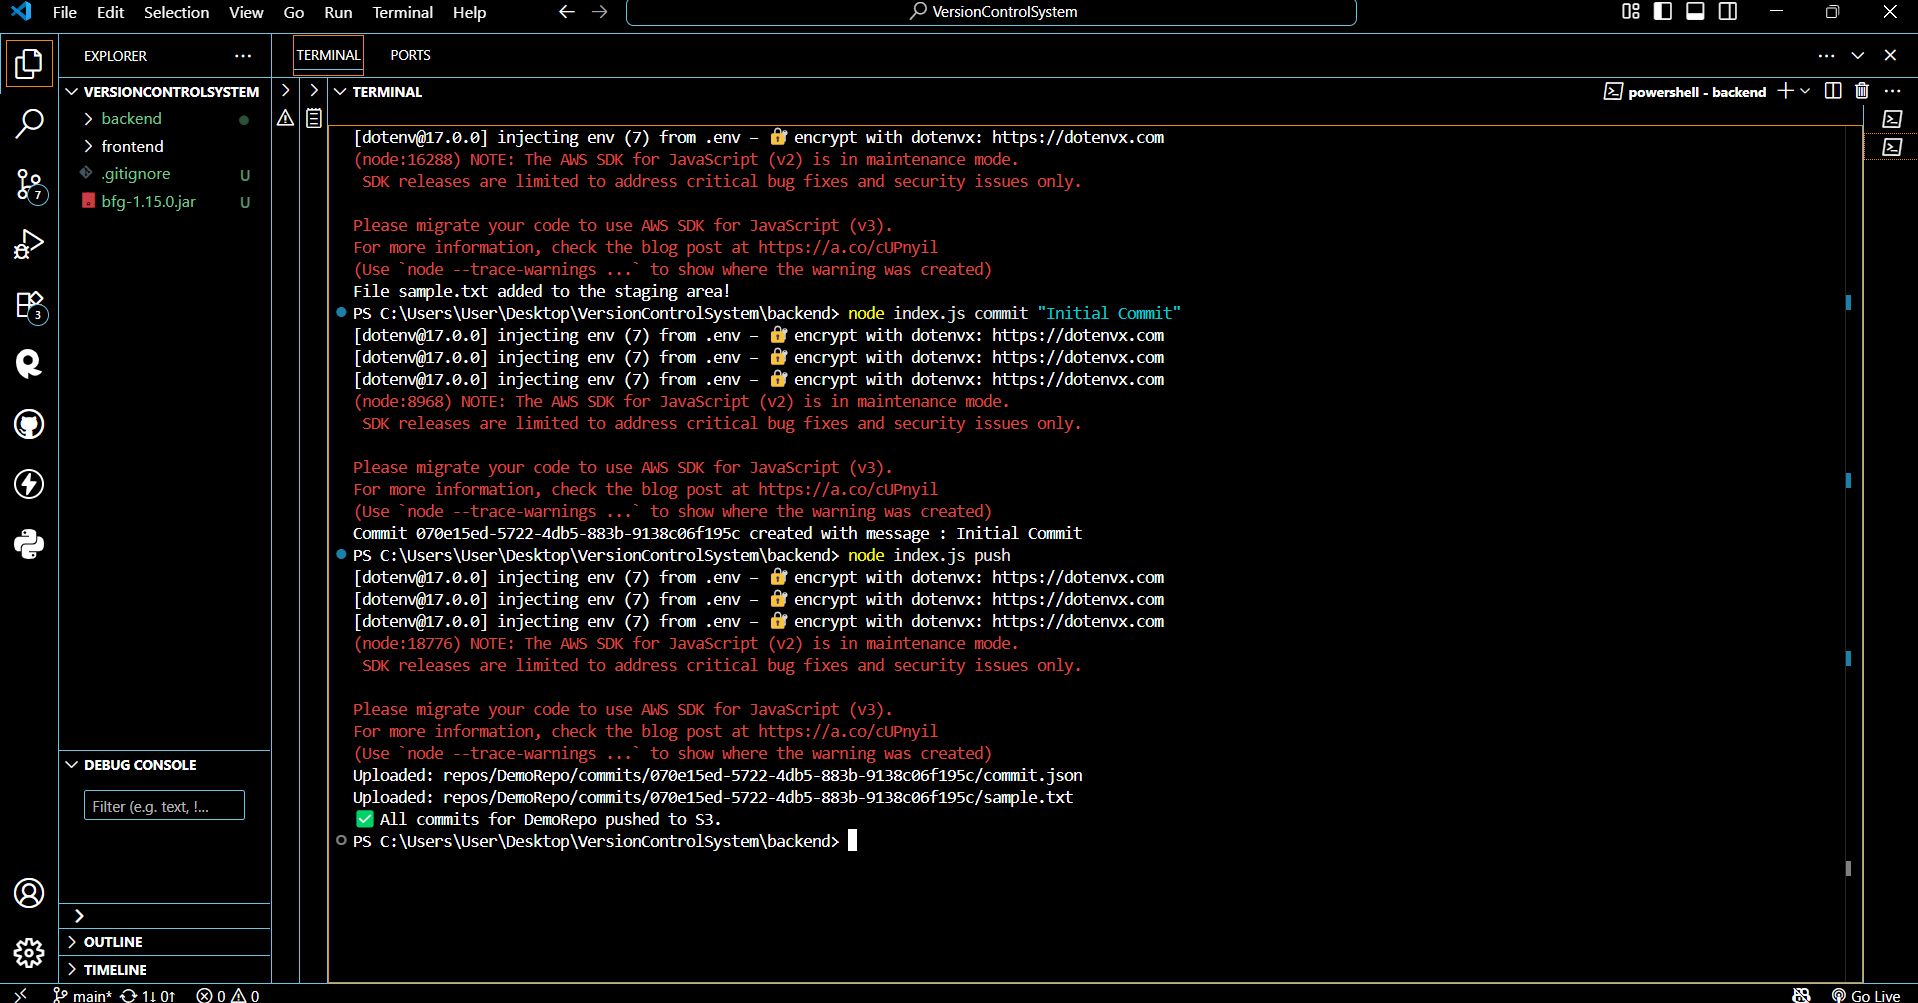 File Edit Selection View Go Run Terminal Help
VersionControlSystem
EXPLORER
VERSIONCONTROLSYSTEM
backend
frontend
.gitignore U
bfg-1.15.0.jar U
7
3
DEBUG CONSOLE
Filter (e.g. text, !...
OUTLINE
TIMELINE
TERMINAL PORTS
TERMINAL
powershell - backend
[dotenv@17.0.0] injecting env (7) from .env – 🔐 encrypt with dotenvx: https://dotenvx.com
(node:16288) NOTE: The AWS SDK for JavaScript (v2) is in maintenance mode.
SDK releases are limited to address critical bug fixes and security issues only.
Please migrate your code to use AWS SDK for JavaScript (v3).
For more information, check the blog post at https://a.co/cUPnyil
(Use `node --trace-warnings ...` to show where the warning was created)
File sample.txt added to the staging area!
PS C:\Users\User\Desktop\VersionControlSystem\backend> node index.js commit "Initial Commit"
[dotenv@17.0.0] injecting env (7) from .env – 🔐 encrypt with dotenvx: https://dotenvx.com
[dotenv@17.0.0] injecting env (7) from .env – 🔐 encrypt with dotenvx: https://dotenvx.com
[dotenv@17.0.0] injecting env (7) from .env – 🔐 encrypt with dotenvx: https://dotenvx.com
(node:8968) NOTE: The AWS SDK for JavaScript (v2) is in maintenance mode.
SDK releases are limited to address critical bug fixes and security issues only.
Please migrate your code to use AWS SDK for JavaScript (v3).
For more information, check the blog post at https://a.co/cUPnyil
(Use `node --trace-warnings ...` to show where the warning was created)
Commit 070e15ed-5722-4db5-883b-9138c06f195c created with message : Initial Commit
PS C:\Users\User\Desktop\VersionControlSystem\backend> node index.js push
[dotenv@17.0.0] injecting env (7) from .env – 🔐 encrypt with dotenvx: https://dotenvx.com
[dotenv@17.0.0] injecting env (7) from .env – 🔐 encrypt with dotenvx: https://dotenvx.com
[dotenv@17.0.0] injecting env (7) from .env – 🔐 encrypt with dotenvx: https://dotenvx.com
(node:18776) NOTE: The AWS SDK for JavaScript (v2) is in maintenance mode.
SDK releases are limited to address critical bug fixes and security issues only.
Please migrate your code to use AWS SDK for JavaScript (v3).
For more information, check the blog post at https://a.co/cUPnyil
(Use `node --trace-warnings ...` to show where the warning was created)
Uploaded: repos/DemoRepo/commits/070e15ed-5722-4db5-883b-9138c06f195c/commit.json
Uploaded: repos/DemoRepo/commits/070e15ed-5722-4db5-883b-9138c06f195c/sample.txt
✅ All commits for DemoRepo pushed to S3.
PS C:\Users\User\Desktop\VersionControlSystem\backend>
main* 1↓ 0↑ 0 0 Go Live